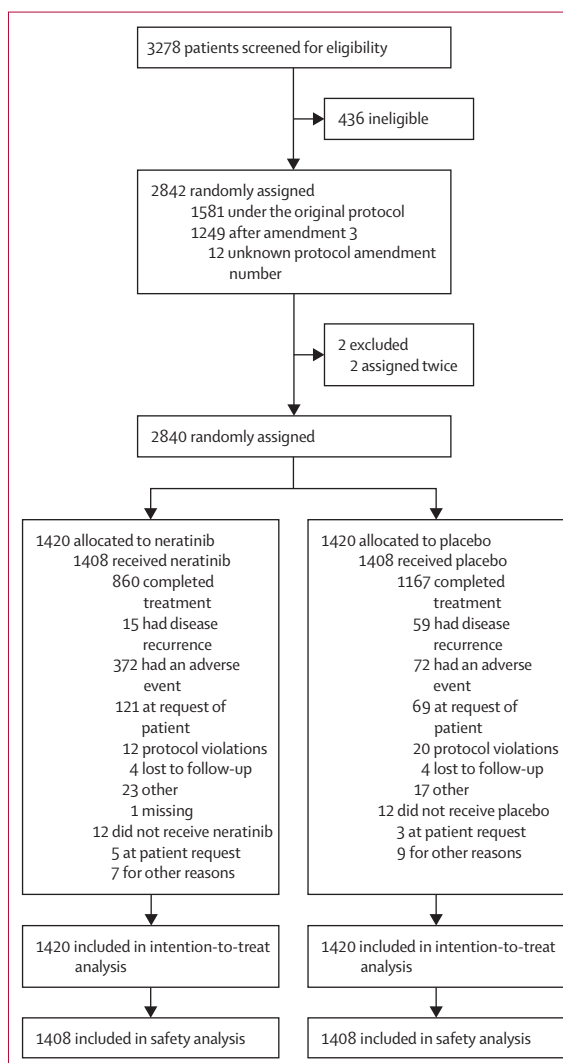 3278 patients screened for eligibility
436 ineligible
2842 randomly assigned
1581 under the original protocol
1249 after amendment 3
12 unknown protocol amendment
number
2 excluded
2 assigned twice
2840 randomly assigned
1420 allocated to neratinib
1408 received neratinib
860 completed
treatment
15 had disease
recurrence
372 had an adverse
event
121 at request of
patient
12 protocol violations
4 lost to follow-up
23 other
1 missing
12 did not receive neratinib
5 at patient request
7 for other reasons
1420 allocated to placebo
1408 received placebo
1167 completed
treatment
59 had disease
recurrence
72 had an adverse
event
69 at request of
patient
20 protocol violations
4 lost to follow-up
17 other
12 did not receive placebo
3 at patient request
9 for other reasons
1420 included in intention-to-treat
analysis
1420 included in intention-to-treat
analysis
1408 included in safety analysis
1408 included in safety analysis